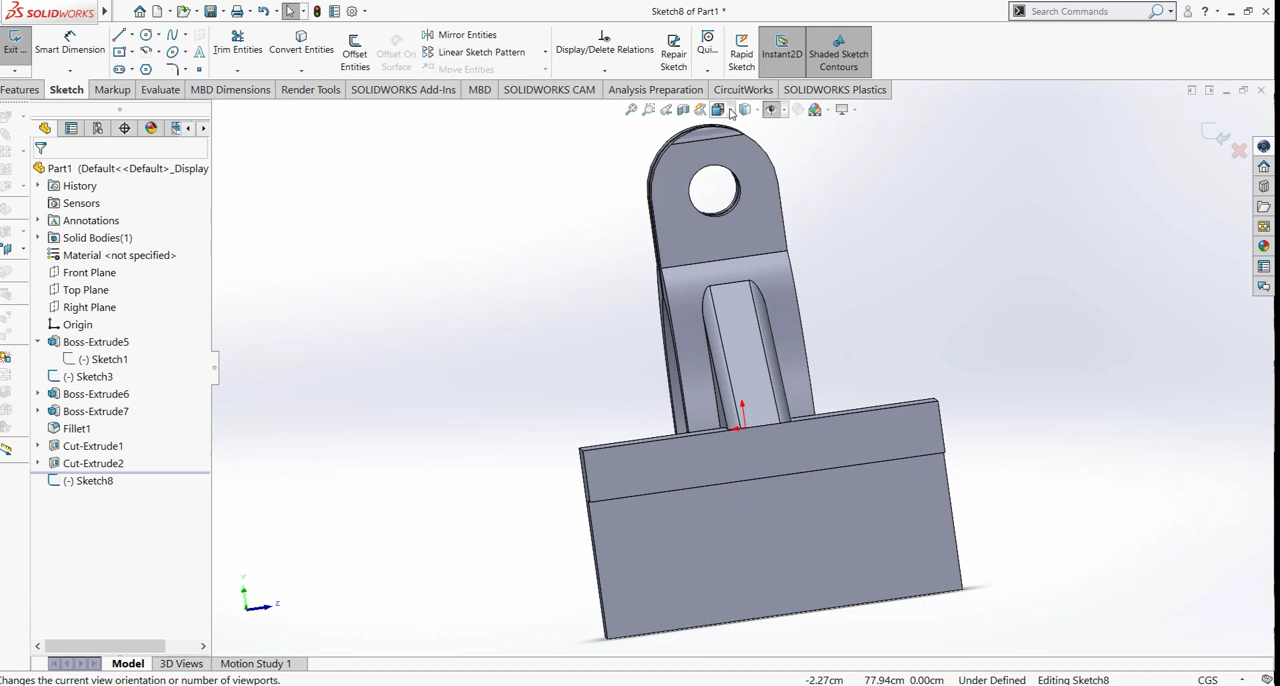 SOLIDWORKS
Sketch8 of Part1 *
Search Commands
?
Exit ...
Smart Dimension
Trim Entities
Convert Entities
Offset Entities
Offset On Surface
Mirror Entities
Linear Sketch Pattern
Move Entities
Display/Delete Relations
Repair Sketch
Qui...
Rapid Sketch
Instant2D
Shaded Sketch Contours
Features
Sketch
Markup
Evaluate
MBD Dimensions
Render Tools
SOLIDWORKS Add-Ins
MBD
SOLIDWORKS CAM
Analysis Preparation
CircuitWorks
SOLIDWORKS Plastics
Part1 (Default<<Default>_Display
History
Sensors
Annotations
Solid Bodies(1)
Material <not specified>
Front Plane
Top Plane
Right Plane
Origin
Boss-Extrude5
(-) Sketch1
(-) Sketch3
Boss-Extrude6
Boss-Extrude7
Fillet1
Cut-Extrude1
Cut-Extrude2
(-) Sketch8
Y
Z
Model
3D Views
Motion Study 1
Changes the current view orientation or number of viewports.
-2.27cm
77.94cm
0.00cm
Under Defined
Editing Sketch8
CGS